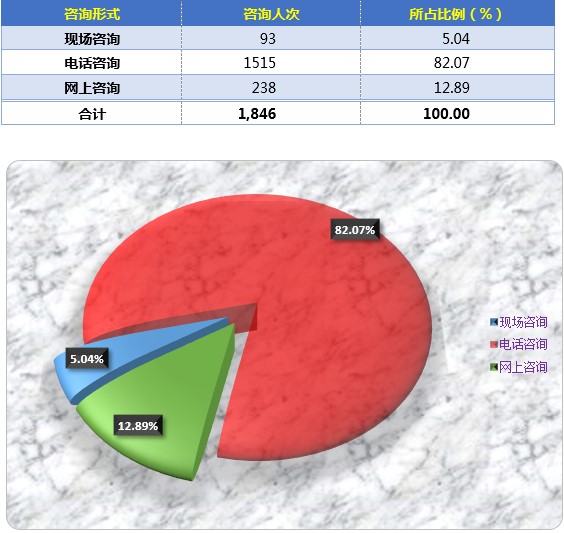 咨询形式 咨询人次 所占比例（%）
现场咨询 93 5.04
电话咨询 1515 82.07
网上咨询 238 12.89
合计 1,846 100.00
82.07%
现场咨询
电话咨询
5.04%
网上咨询
12.89%